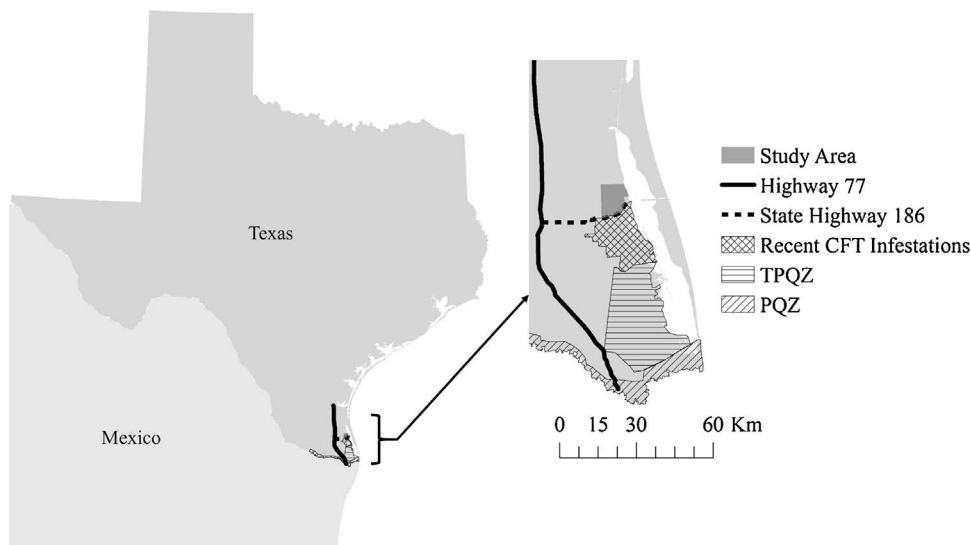 Texas
Mexico
Study Area
Highway 77
State Highway 186
Recent CFT Infestations
TPQZ
PQZ
0 15 30 60 Km